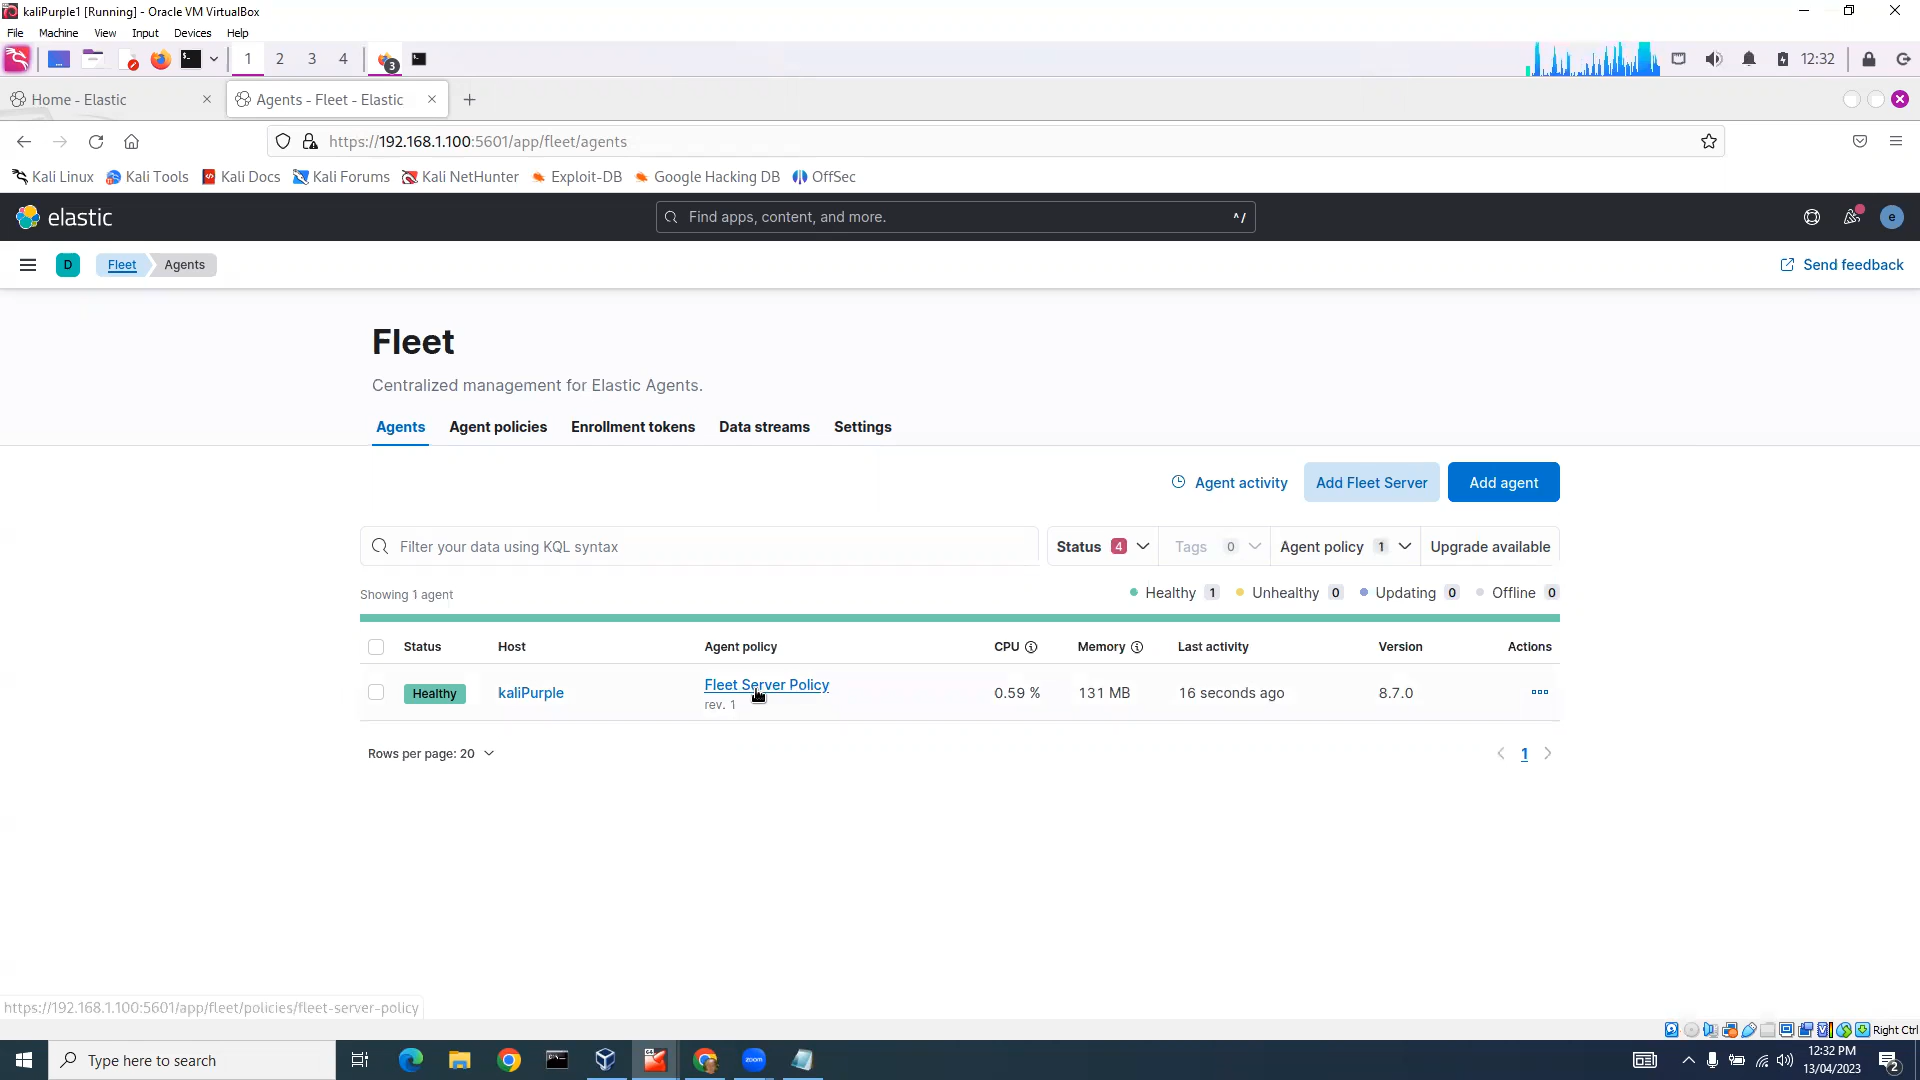 kaliPurple1 [Running] - Oracle VM VirtualBox
File Machine View Input Devices Help
1 2 3 4 3 12:32
Home - Elastic Agents - Fleet - Elastic
https://192.168.1.100:5601/app/fleet/agents
Kali Linux Kali Tools Kali Docs Kali Forums Kali NetHunter Exploit-DB Google Hacking DB OffSec
elastic Find apps, content, and more. ^/ e
D Fleet Agents Send feedback
Fleet
Centralized management for Elastic Agents.
Agents Agent policies Enrollment tokens Data streams Settings
Agent activity Add Fleet Server Add agent
Filter your data using KQL syntax Status 4 Tags 0 Agent policy 1 Upgrade available
Showing 1 agent Healthy 1 Unhealthy 0 Updating 0 Offline 0
Status Host Agent policy CPU Memory Last activity Version Actions
Healthy kaliPurple Fleet Server Policy rev. 1 0.59 % 131 MB 16 seconds ago 8.7.0
Rows per page: 20 1
https://192.168.1.100:5601/app/fleet/policies/fleet-server-policy
Right Ctrl
Type here to search zoom 12:32 PM
13/04/2023 2